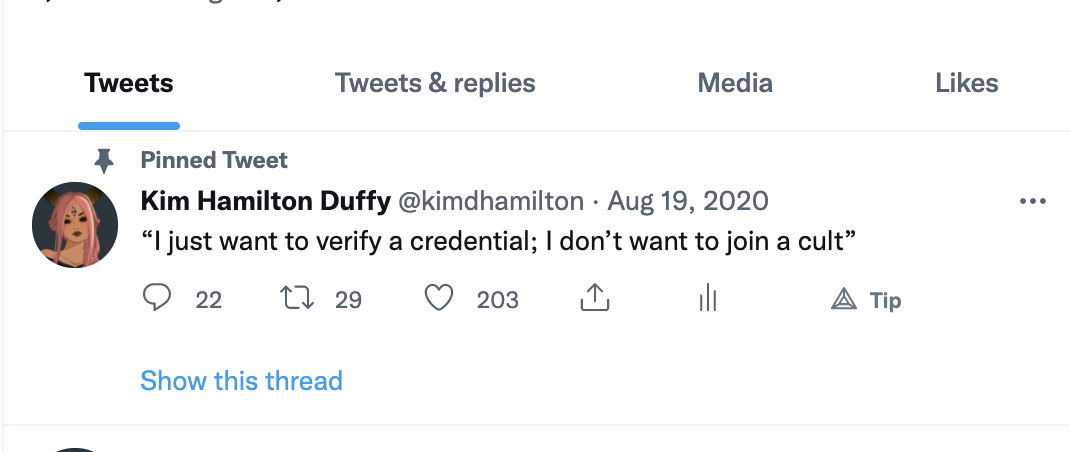 Tweets Tweets & replies Media Likes
Pinned Tweet
Kim Hamilton Duffy @kimdhamilton · Aug 19, 2020
“I just want to verify a credential; I don’t want to join a cult”
22 29 203 Tip
Show this thread